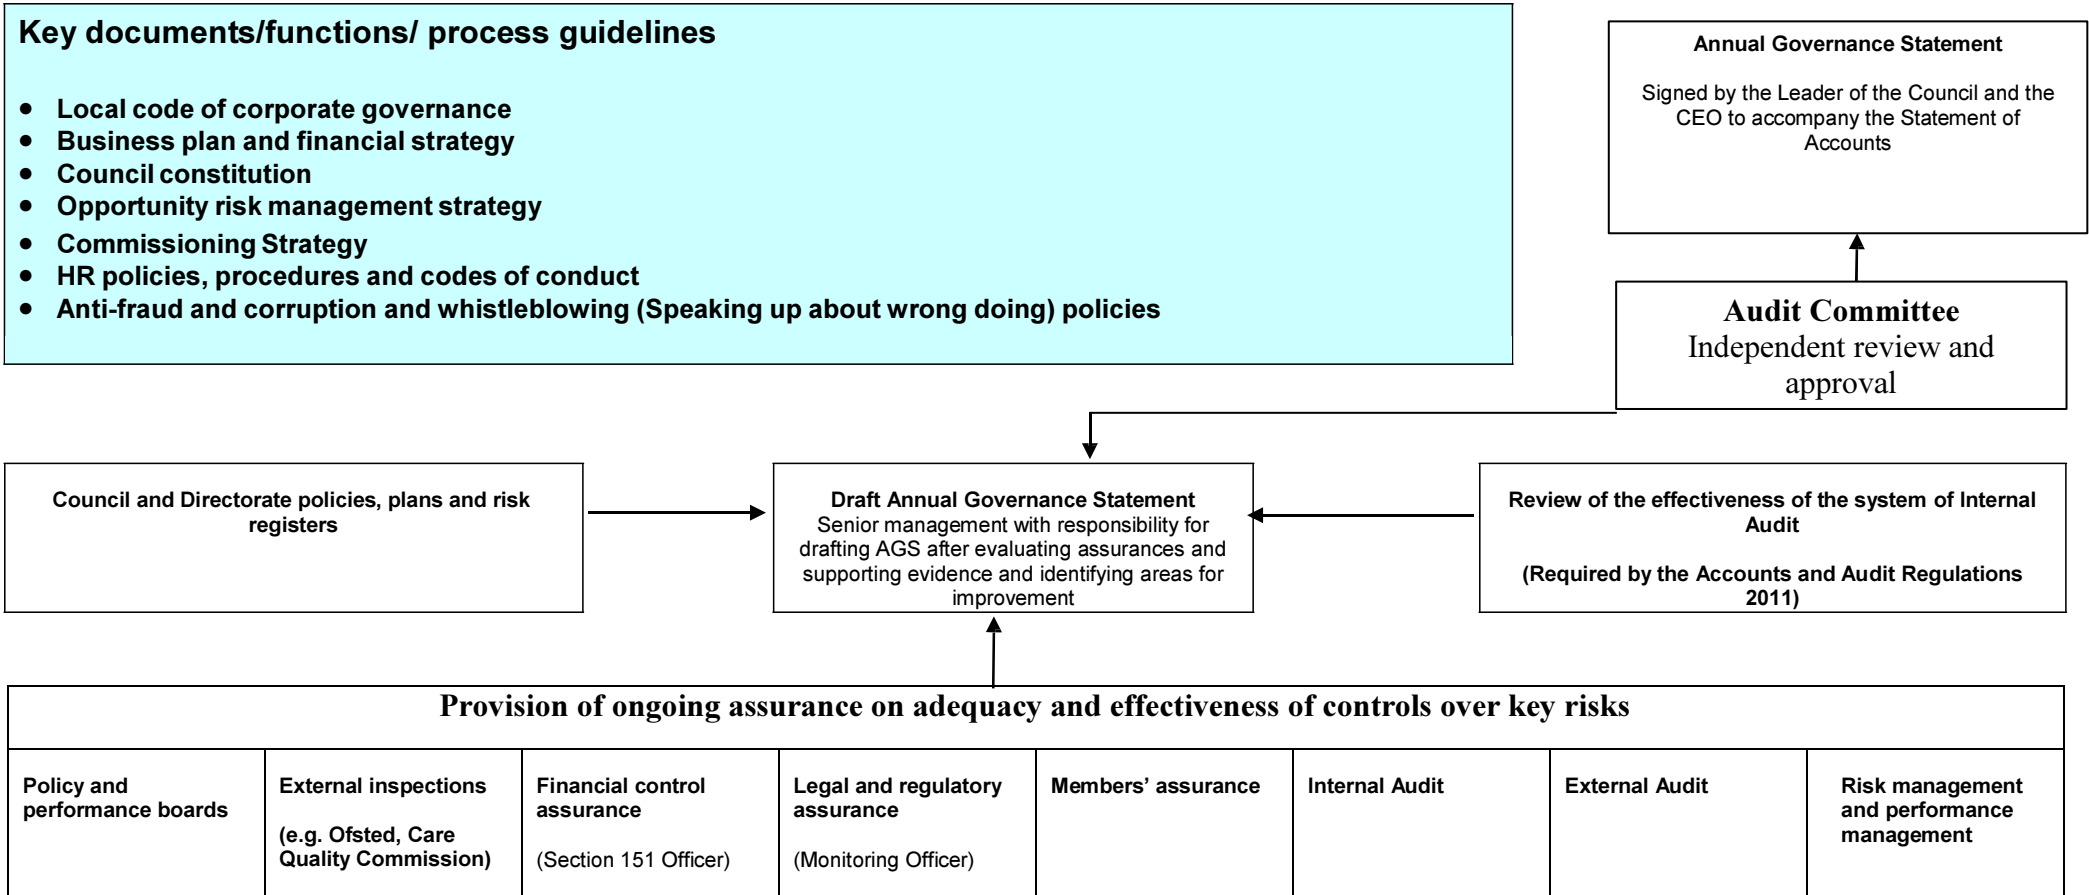 Key documents/functions/ process guidelines
• Local code of corporate governance
• Business plan and financial strategy
• Council constitution
• Opportunity risk management strategy
• Commissioning Strategy
• HR policies, procedures and codes of conduct
• Anti-fraud and corruption and whistleblowing (Speaking up about wrong doing) policies
Annual Governance Statement
Signed by the Leader of the Council and the
CEO to accompany the Statement of
Accounts
Audit Committee
Independent review and
approval
Council and Directorate policies, plans and risk
registers
Draft Annual Governance Statement
Senior management with responsibility for
drafting AGS after evaluating assurances and
supporting evidence and identifying areas for
improvement
Review of the effectiveness of the system of Internal
Audit
(Required by the Accounts and Audit Regulations
2011)
Provision of ongoing assurance on adequacy and effectiveness of controls over key risks
Policy and
performance boards
External inspections
(e.g. Ofsted, Care
Quality Commission)
Financial control
assurance
(Section 151 Officer)
Legal and regulatory
assurance
(Monitoring Officer)
Members’ assurance
Internal Audit
External Audit
Risk management
and performance
management